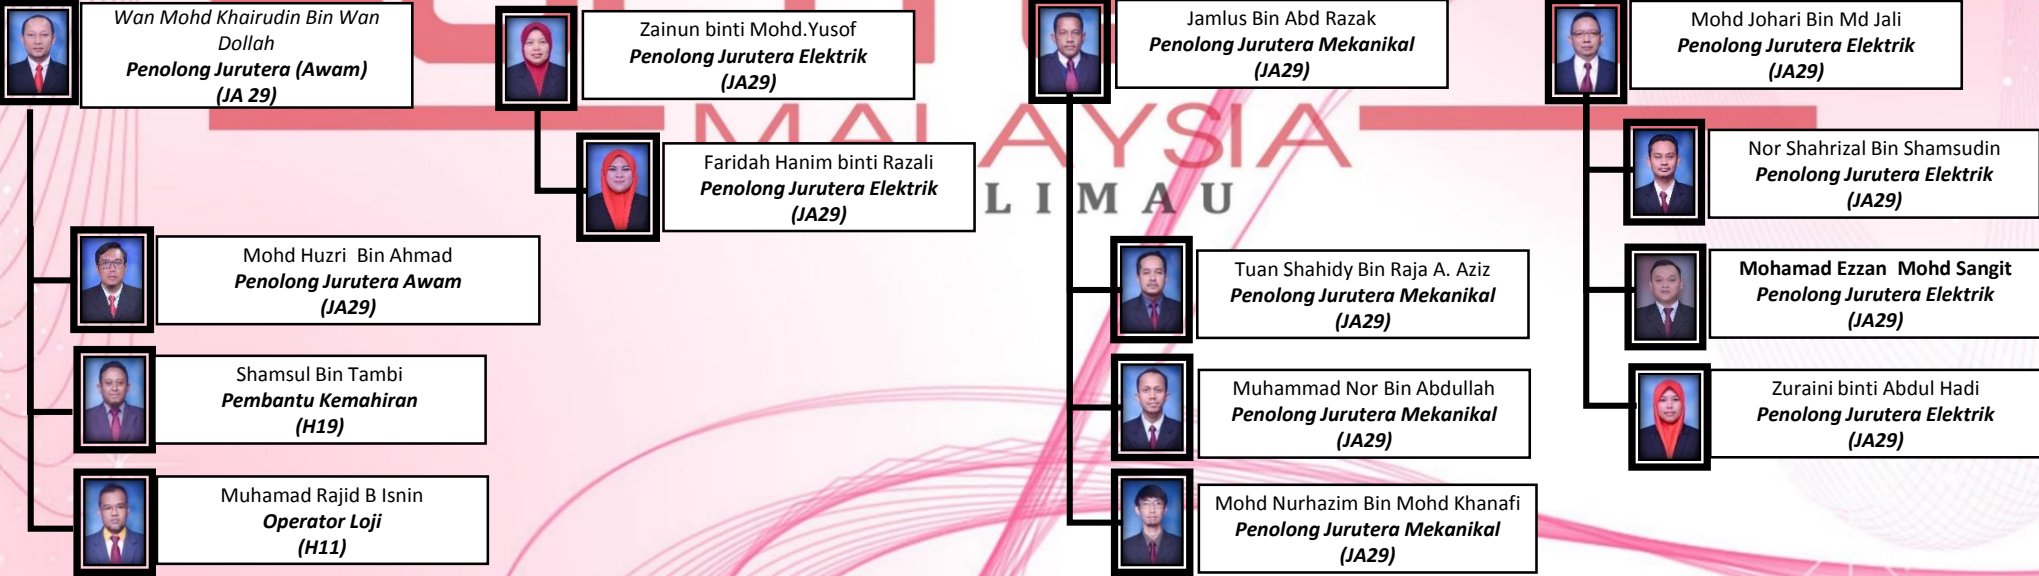 Wan Mohd Khairudin Bin Wan
Dollah
Penolong Jurutera (Awam)
(JA 29)
Mohd Huzri Bin Ahmad
Penolong Jurutera Awam
(JA29)
Shamsul Bin Tambi
Pembantu Kemahiran
(H19)
Muhamad Rajid B Isnin
Operator Loji
(H11)
Zainun binti Mohd.Yusof
Penolong Jurutera Elektrik
(JA29)
Faridah Hanim binti Razali
Penolong Jurutera Elektrik
(JA29)
Jamlus Bin Abd Razak
Penolong Jurutera Mekanikal
(JA29)
Tuan Shahidy Bin Raja A. Aziz
Penolong Jurutera Mekanikal
(JA29)
Muhammad Nor Bin Abdullah
Penolong Jurutera Mekanikal
(JA29)
Mohd Nurhazim Bin Mohd Khanafi
Penolong Jurutera Mekanikal
(JA29)
Mohd Johari Bin Md Jali
Penolong Jurutera Elektrik
(JA29)
Nor Shahrizal Bin Shamsudin
Penolong Jurutera Elektrik
(JA29)
Mohamad Ezzan Mohd Sangit
Penolong Jurutera Elektrik
(JA29)
Zuraini binti Abdul Hadi
Penolong Jurutera Elektrik
(JA29)
MALAYSIA
LIMAU